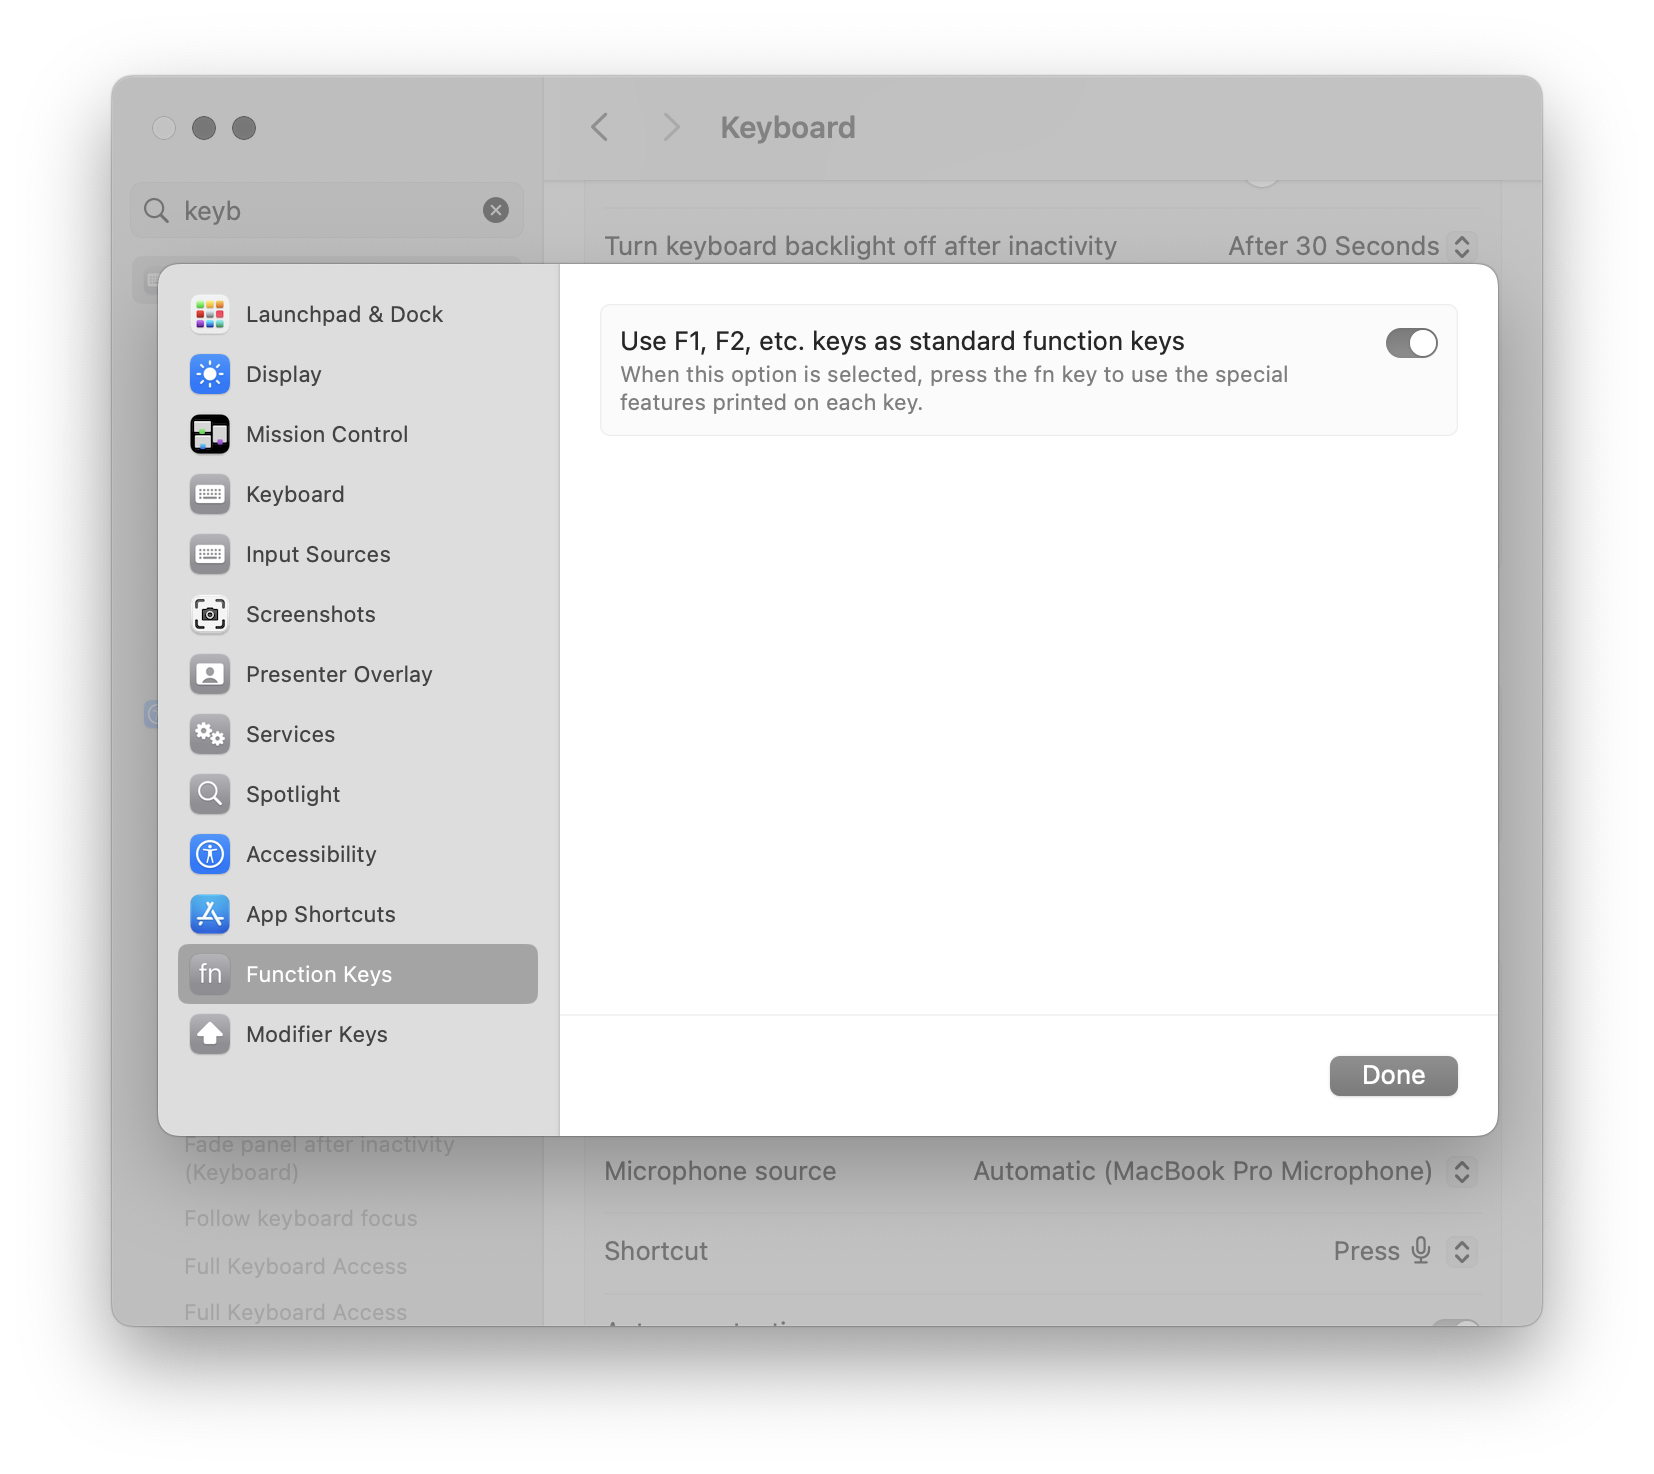 Keyboard
keyb
Turn keyboard backlight off after inactivity
After 30 Seconds
Launchpad & Dock
Display
Mission Control
Keyboard
Input Sources
Screenshots
Presenter Overlay
Services
Spotlight
Accessibility
App Shortcuts
fn Function Keys
Modifier Keys
Use F1, F2, etc. keys as standard function keys
When this option is selected, press the fn key to use the special
features printed on each key.
Done
Fade panel after inactivity
(Keyboard)
Follow keyboard focus
Full Keyboard Access
Full Keyboard Access
Microphone source
Automatic (MacBook Pro Microphone)
Shortcut
Press